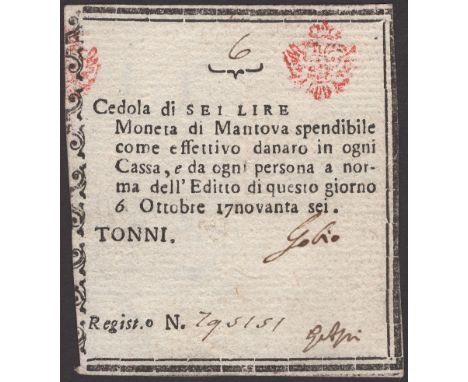 6
Cedola di SEI LIRE
Moneta di Mantova spendibile
come effettivo danaro in ogni
Cassa, e da ogni persona a nor-
ma dell'Editto di questo giorno
6. Ottobre 17novanta sei.
TONNI. Gobio
Regist.o N. 795151